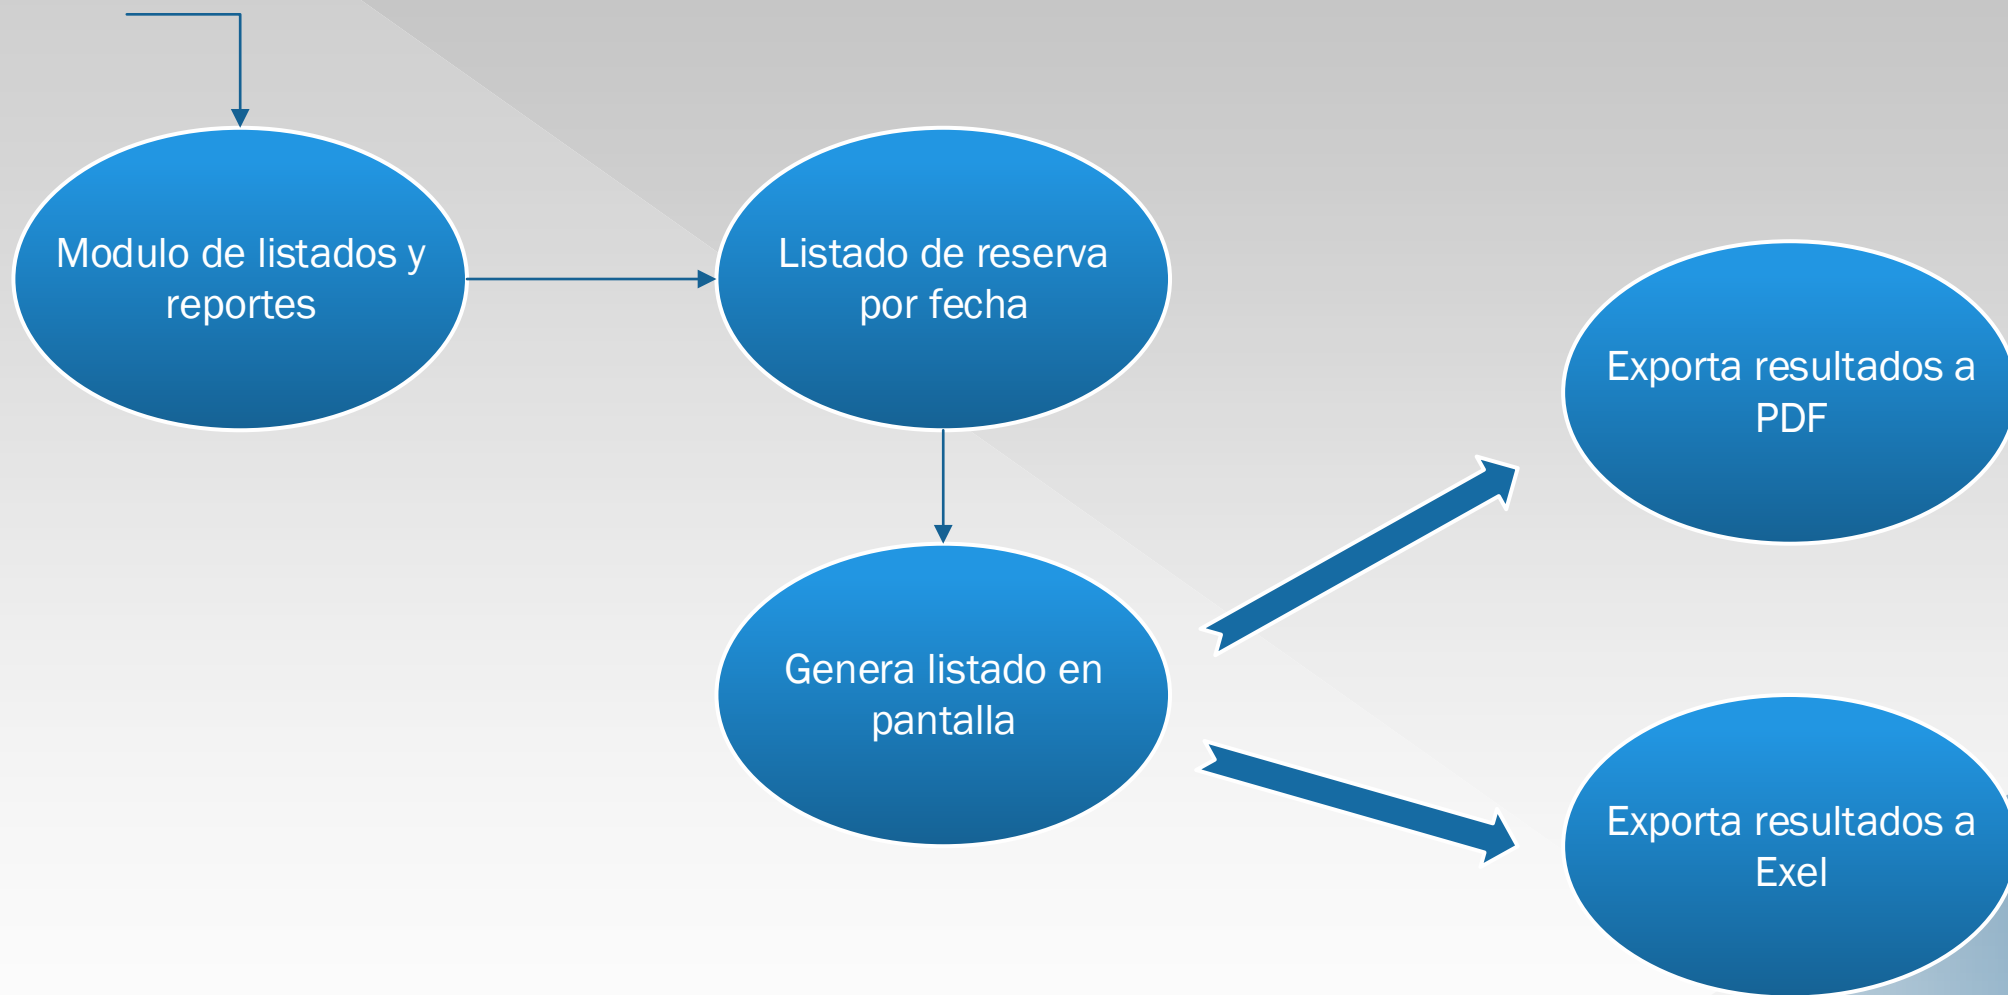 Modulo de listados y
reportes
Listado de reserva
por fecha
Exporta resultados a
PDF
Genera listado en
pantalla
Exporta resultados a
Exel